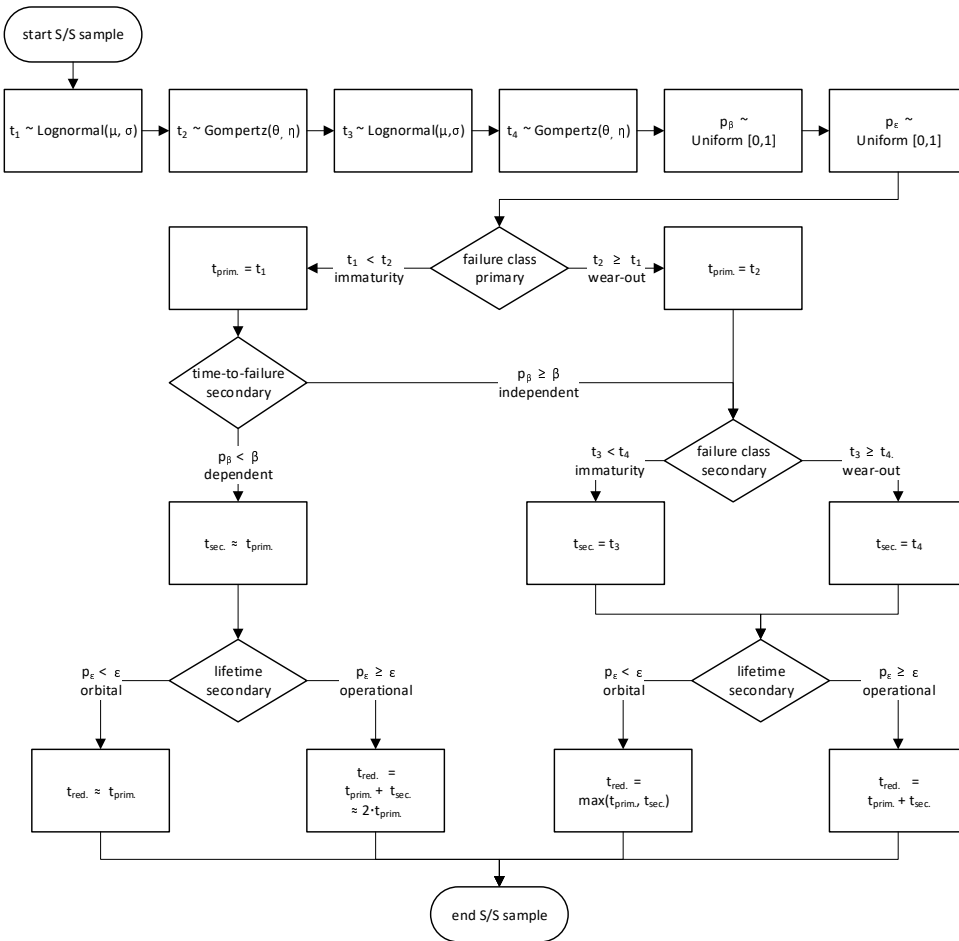 start S/S sample
t₁ ~ Lognormal(μ, σ)
t₂ ~ Gompertz(θ, η)
t₃ ~ Lognormal(μ,σ)
t₄ ~ Gompertz(θ, η)
p_β ~
Uniform [0,1]
p_ε ~
Uniform [0,1]
t_prim. = t₁
t₁ < t₂
immaturity
failure class
primary
t₂ ≥ t₁
wear-out
t_prim. = t₂
time-to-failure
secondary
p_β ≥ β
independent
p_β < β
dependent
t₃ < t₄
immaturity
failure class
secondary
t₃ ≥ t₄.
wear-out
t_sec. ≈ t_prim.
t_sec. = t₃
t_sec. = t₄
p_ε < ε
orbital
lifetime
secondary
p_ε ≥ ε
operational
p_ε < ε
orbital
lifetime
secondary
p_ε ≥ ε
operational
t_red. ≈ t_prim.
t_red. =
t_prim. + t_sec.
≈ 2·t_prim.
t_red. =
max(t_prim., t_sec.)
t_red. =
t_prim. + t_sec.
end S/S sample